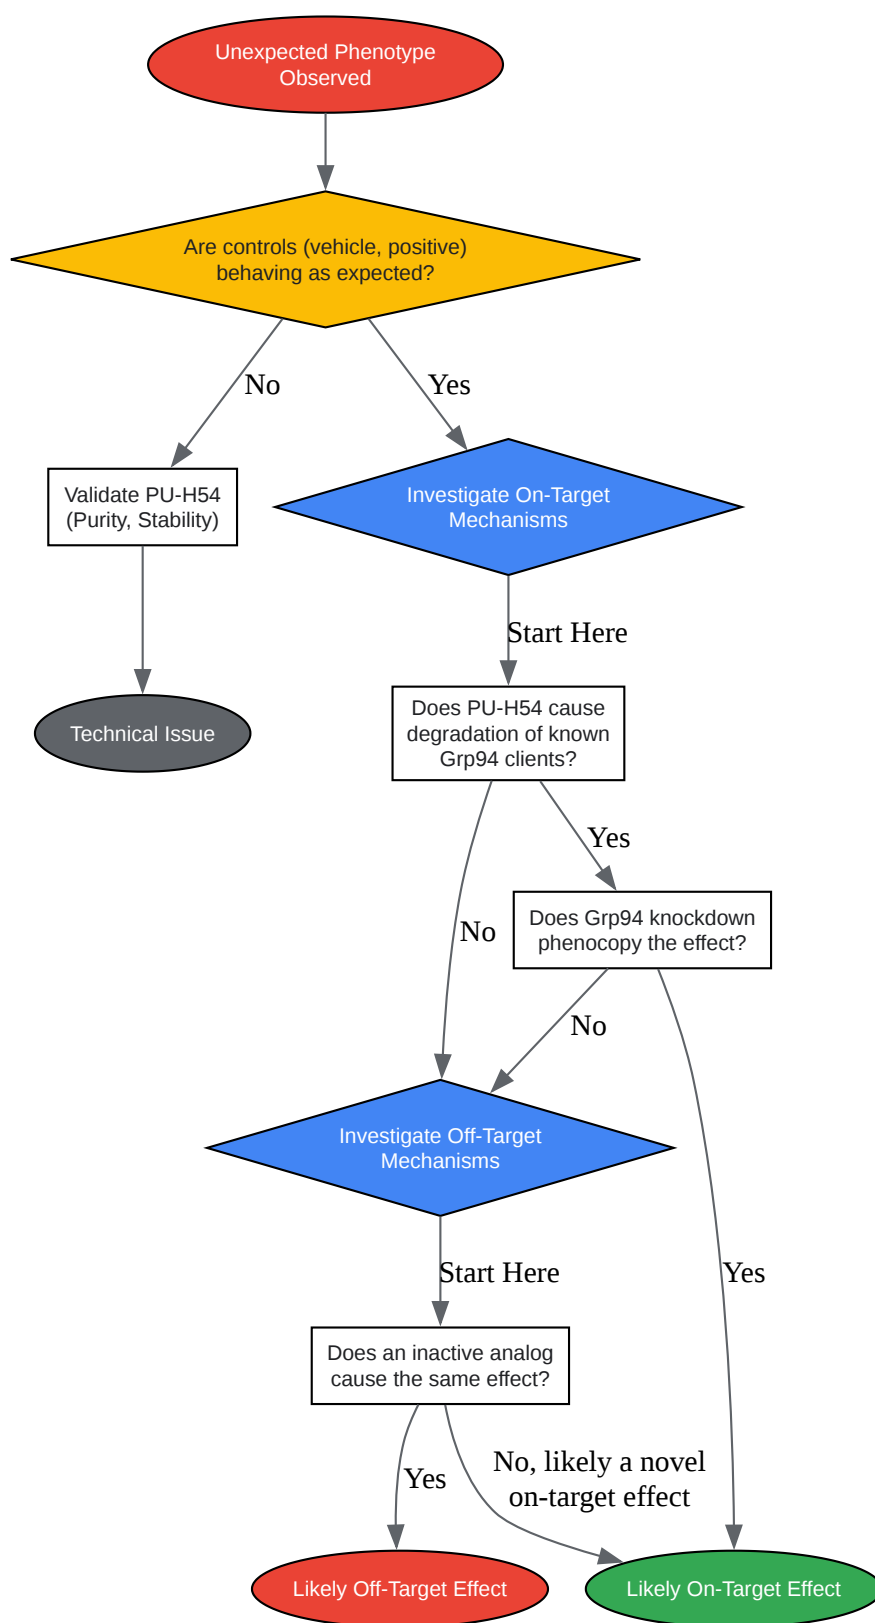 Unexpected Phenotype
Observed
Are controls (vehicle, positive)
behaving as expected?
No
Yes
Validate PU-H54
(Purity, Stability)
Investigate On-Target
Mechanisms
Start Here
Technical Issue
Does PU-H54 cause
degradation of known
Grp94 clients?
Yes
No
Does Grp94 knockdown
phenocopy the effect?
No
Investigate Off-Target
Mechanisms
Yes
Start Here
Does an inactive analog
cause the same effect?
Yes
No, likely a novel
on-target effect
Likely Off-Target Effect
Likely On-Target Effect